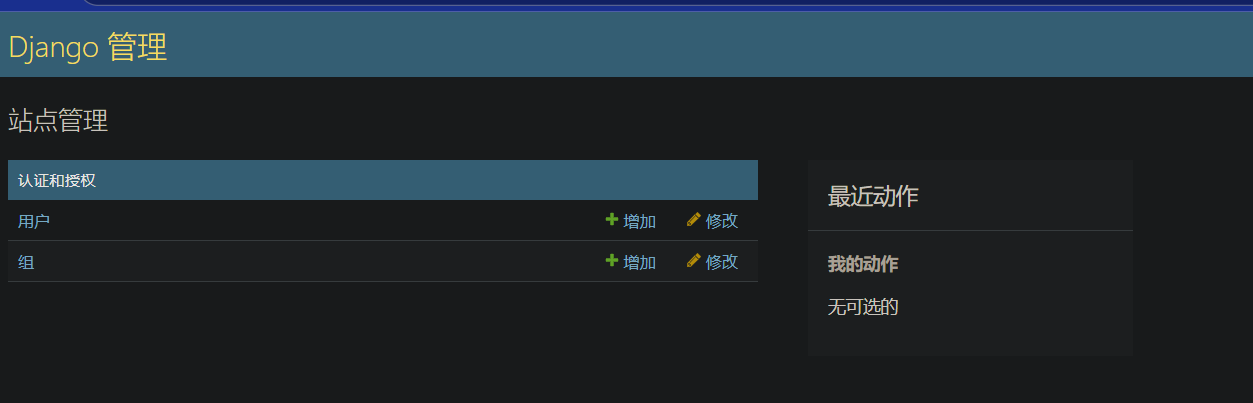 Django 管理
站点管理
认证和授权
用户 增加 修改
组 增加 修改
最近动作
我的动作
无可选的